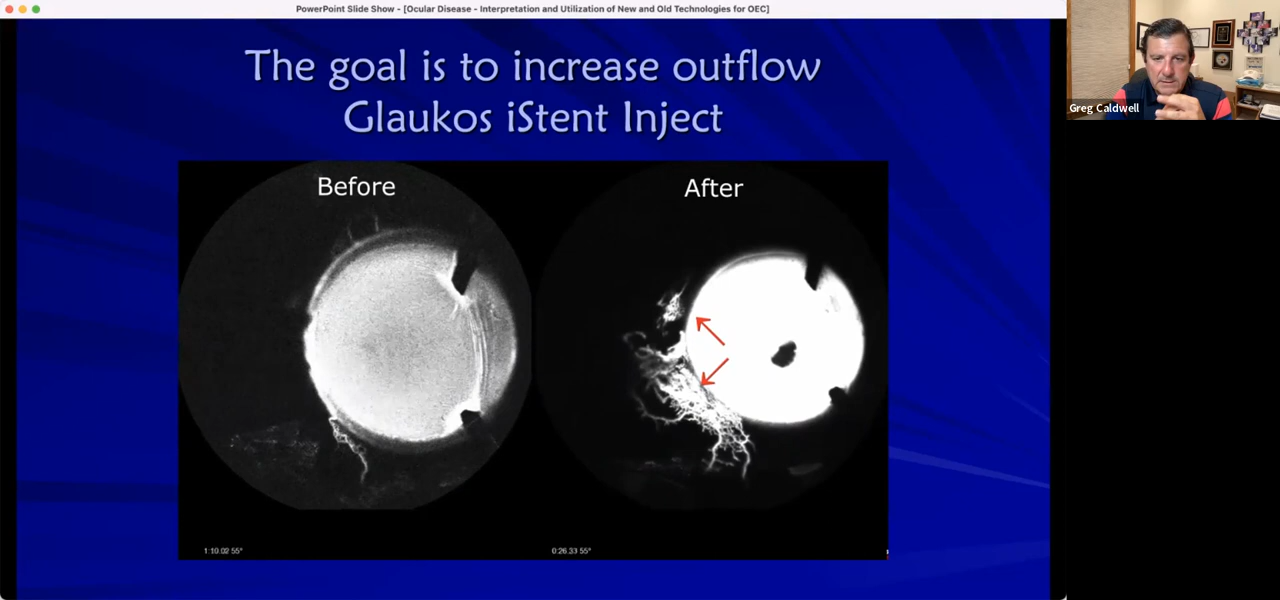 PowerPoint Slide Show - [Ocular Disease - Interpretation and Utilization of New and Old Technologies for OEC]
The goal is to increase outflow
Glaukos iStent Inject
Before
After
1:10.02 55°
0:26.33 55°
Greg Caldwell